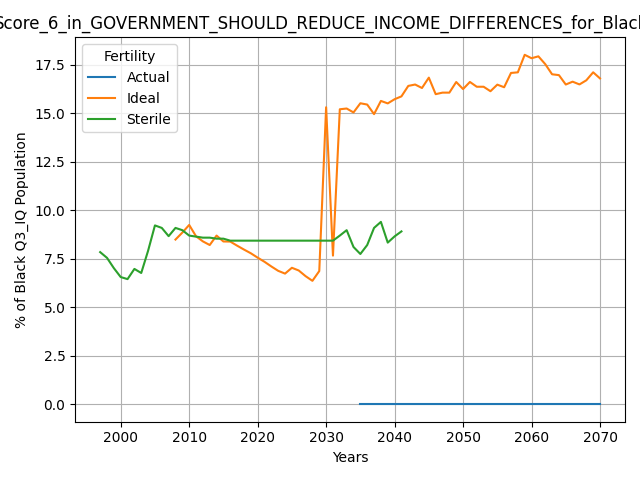 Score_6_in_GOVERNMENT_SHOULD_REDUCE_INCOME_DIFFERENCES_for_Black
Fertility
Actual
Ideal
Sterile
% of Black Q3_IQ Population
17.5
15.0
12.5
10.0
7.5
5.0
2.5
0.0
2000 2010 2020 2030 2040 2050 2060 2070
Years